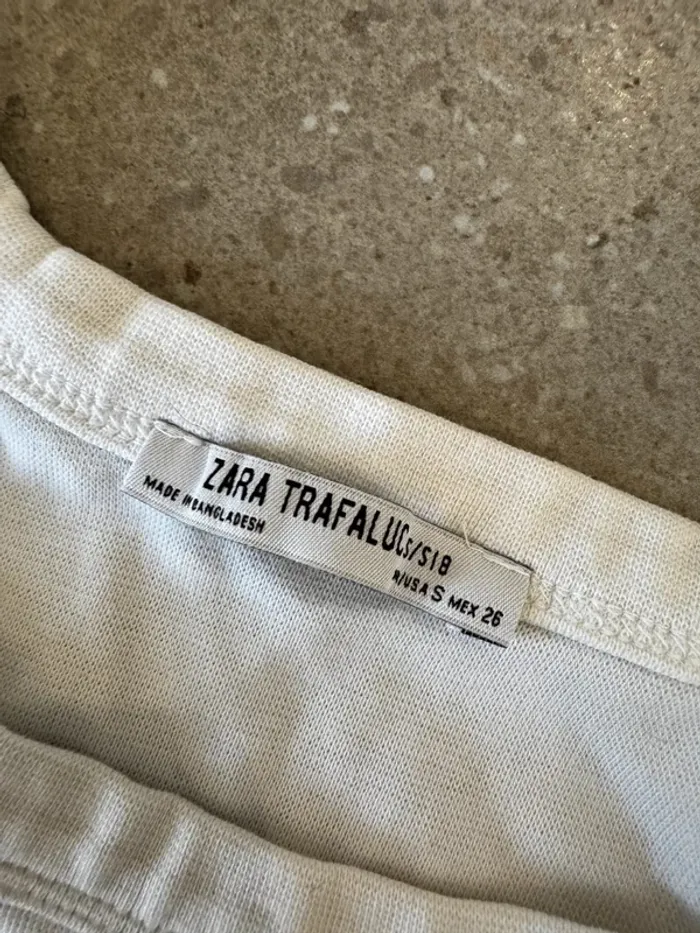 ZARA TRAFALUC S/S18
MADE IN BANGLADESH
R/USA S MEX 26